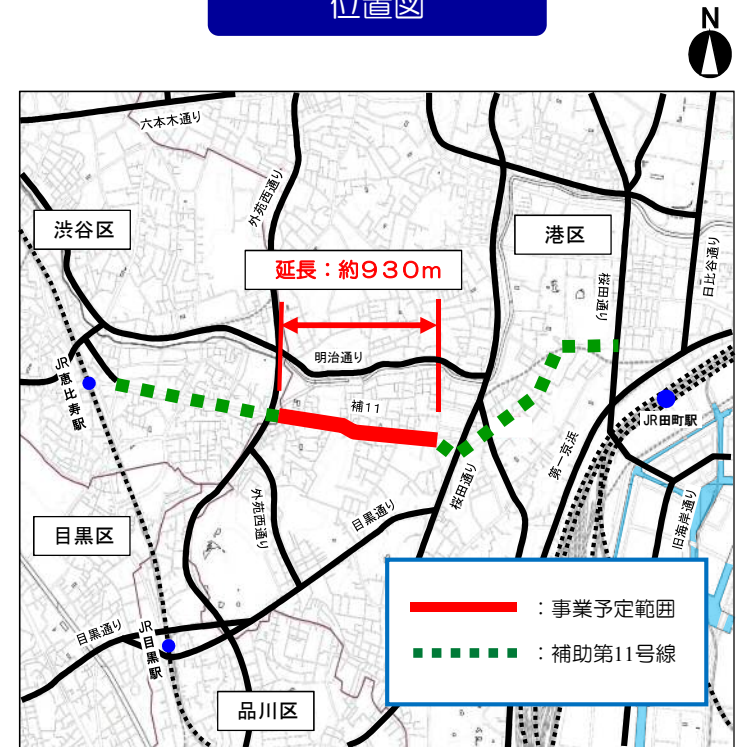 位置図
N
六本木通り
外苑西通り
渋谷区
港区
桜田通り
日比谷通り
延長：約930m
明治通り
JR恵比寿駅
補11
JR田町駅
第一京浜
桜田通り
外苑西通り
目黒通り
旧海岸通り
目黒区
：事業予定範囲
目黒通り
JR目黒駅
：補助第11号線
品川区